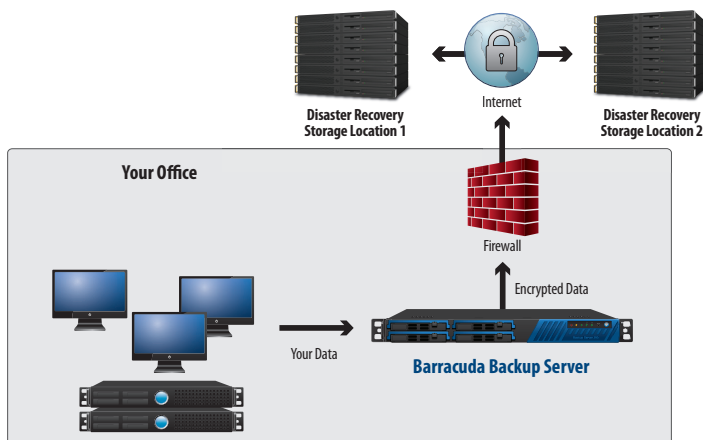 Internet
Disaster Recovery
Storage Location 1
Disaster Recovery
Storage Location 2
Your Office
Firewall
Encrypted Data
Your Data
Barracuda Backup Server